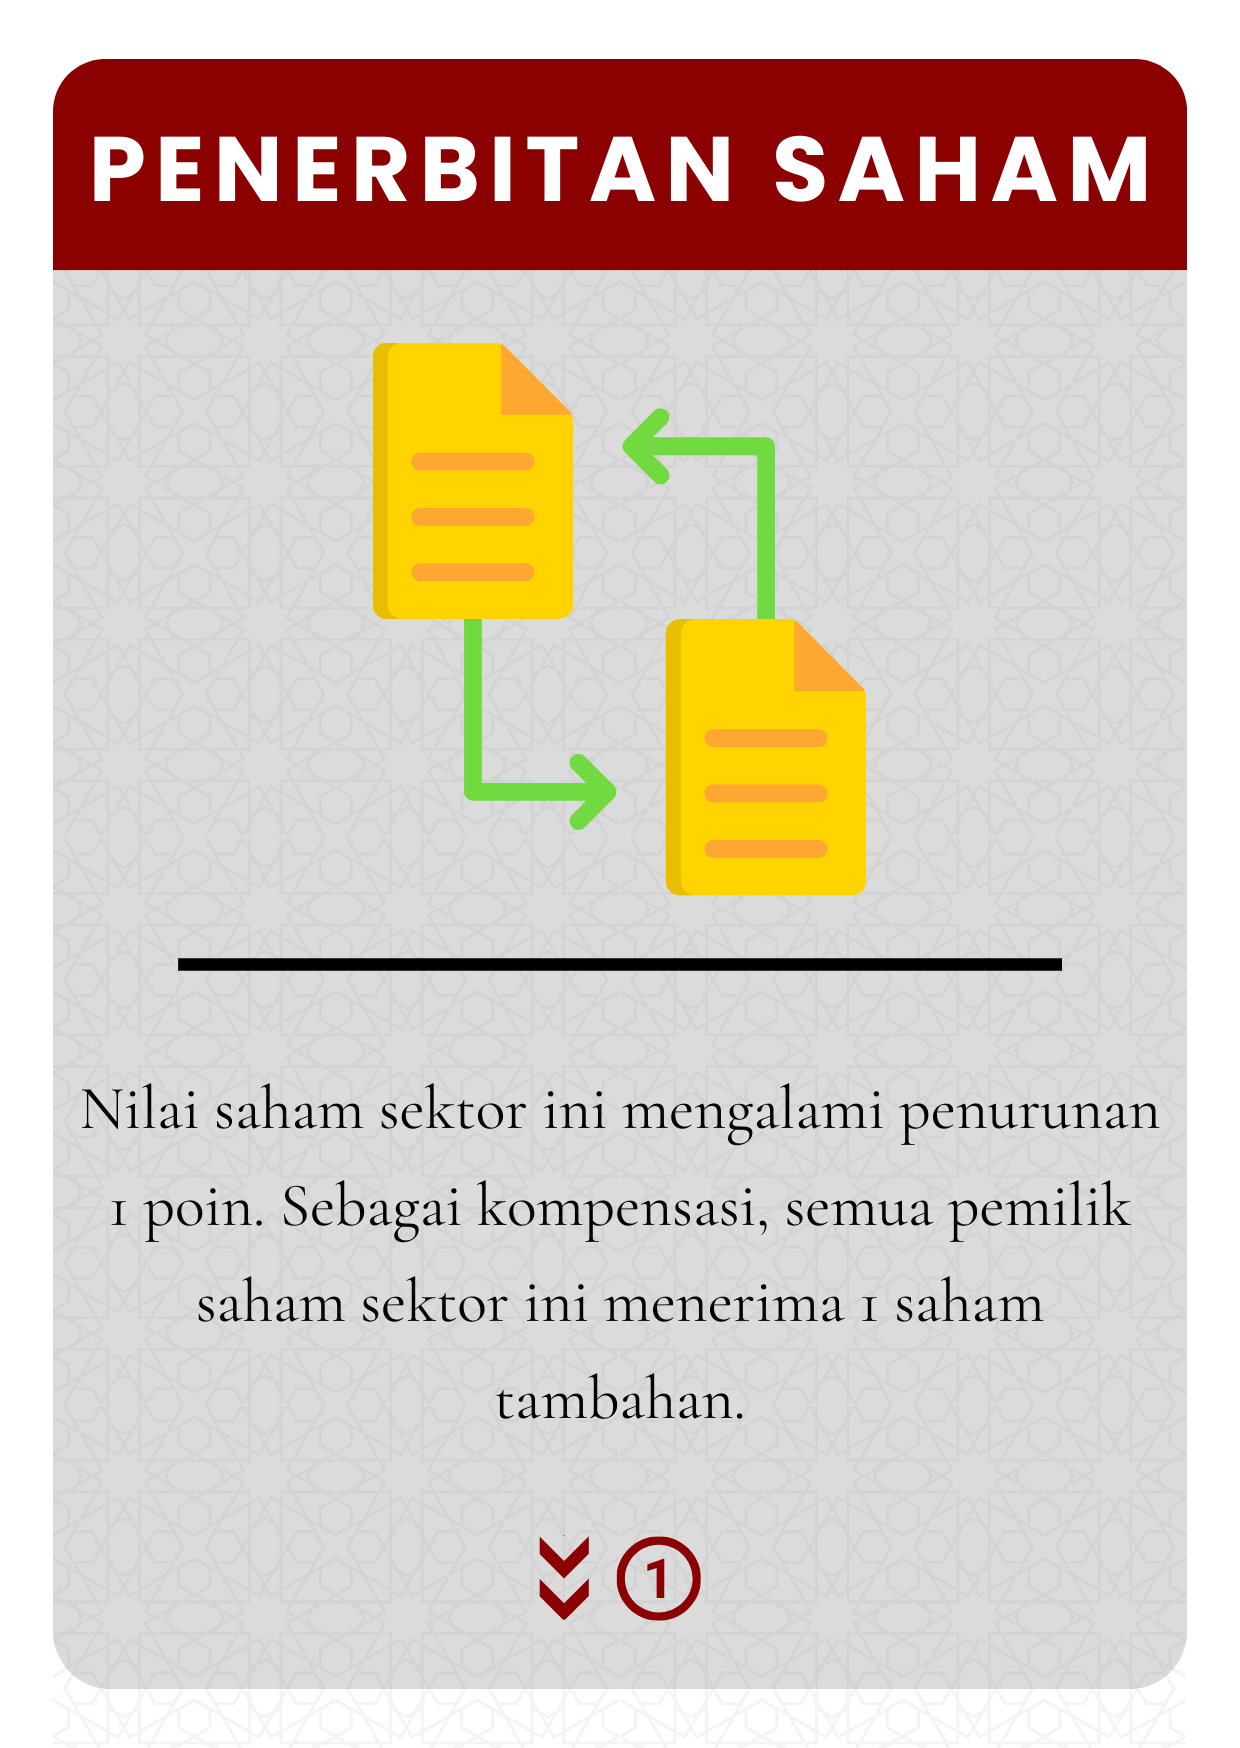 PENERBITAN SAHAM
Nilai saham sektor ini mengalami penurunan
1 poin. Sebagai kompensasi, semua pemilik
saham sektor ini menerima 1 saham
tambahan.
1